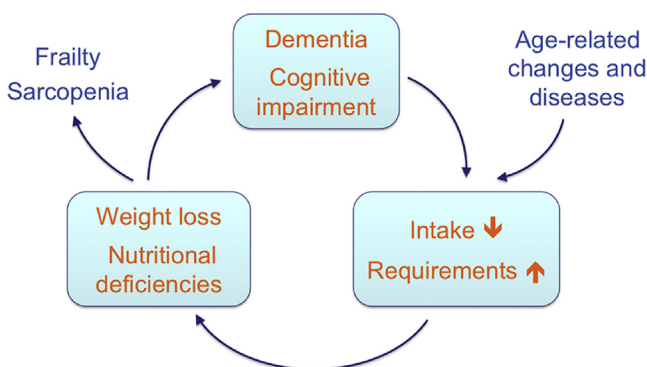 Frailty
Sarcopenia
Dementia
Cognitive
impairment
Age-related
changes and
diseases
Weight loss
Nutritional
deficiencies
Intake ↓
Requirements ↑